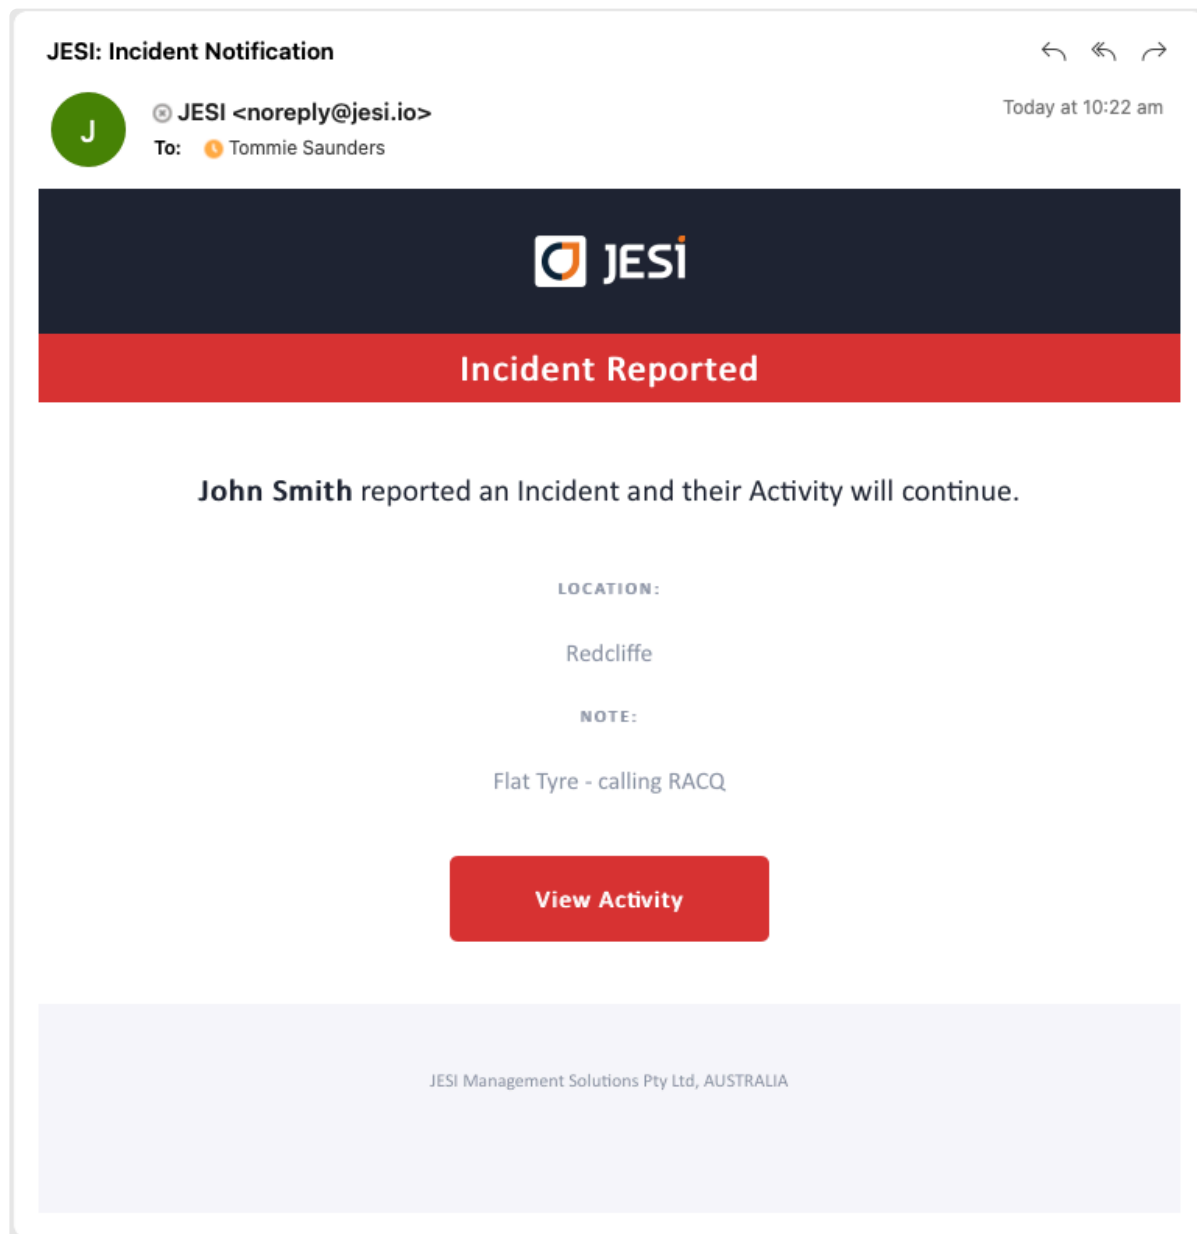 JESI: Incident Notification
J
JESI <noreply@jesi.io>
Today at 10:22 am
To: Tommie Saunders
JESI
Incident Reported
John Smith reported an Incident and their Activity will continue.
LOCATION:
Redcliffe
NOTE:
Flat Tyre - calling RACQ
View Activity
JESI Management Solutions Pty Ltd, AUSTRALIA